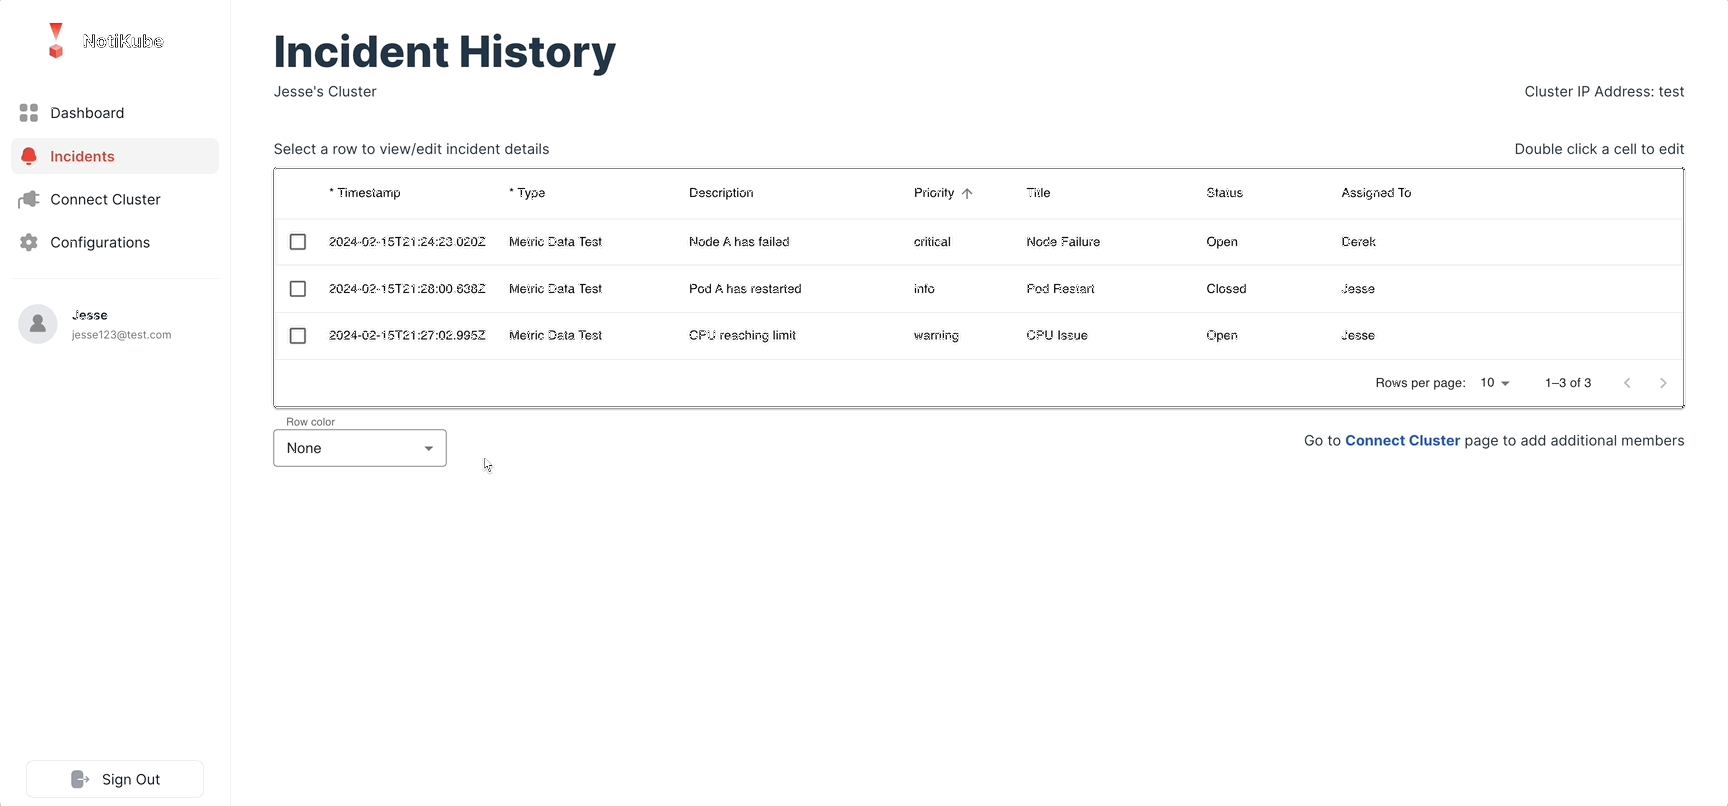 NotiKube
Dashboard
Incidents
Connect Cluster
Configurations
Jesse
jesse123@test.com
Sign Out
Incident History
Jesse's Cluster
Cluster IP Address: test
Select a row to view/edit incident details
Double click a cell to edit
* Timestamp * Type Description Priority Title Status Assigned To
2024-02-15T21:24:23.020Z Metric Data Test Node A has failed critical Node Failure Open Derek
2024-02-15T21:28:00.638Z Metric Data Test Pod A has restarted info Pod Restart Closed Jesse
2024-02-15T21:27:02.995Z Metric Data Test CPU reaching limit warning CPU Issue Open Jesse
Rows per page: 10 1–3 of 3
Row color
None
Go to Connect Cluster page to add additional members